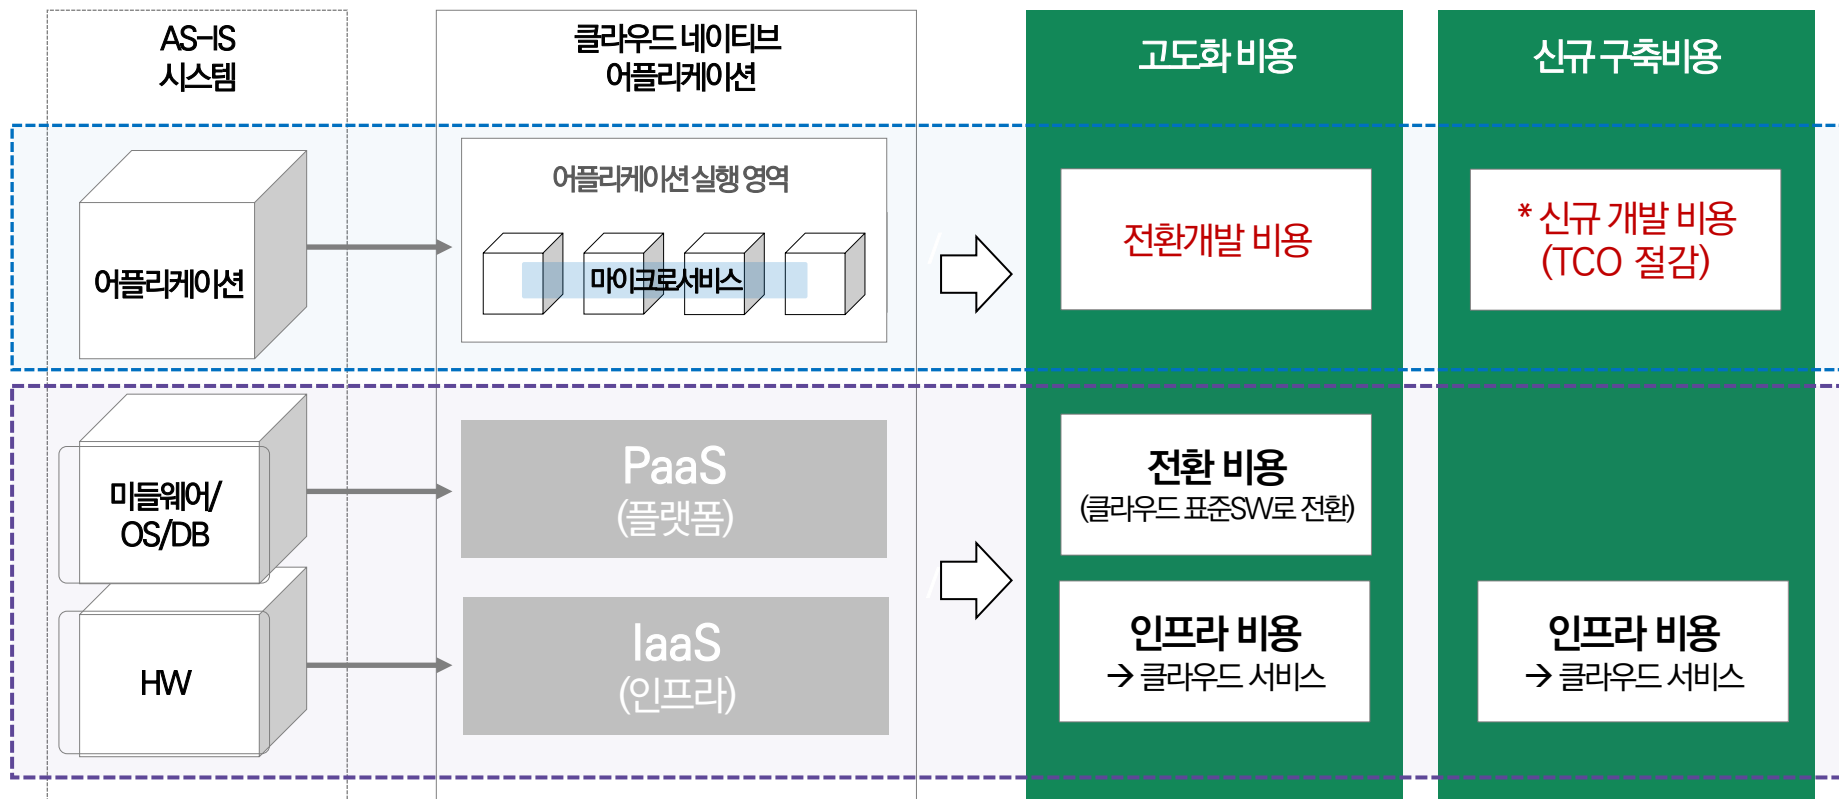 AS-IS
시스템
클라우드 네이티브
어플리케이션
고도화 비용
신규 구축비용
어플리케이션
어플리케이션 실행 영역
마이크로서비스
전환개발 비용
* 신규 개발 비용
(TCO 절감)
미들웨어/
OS/DB
PaaS
(플랫폼)
전환 비용
(클라우드 표준SW로 전환)
HW
IaaS
(인프라)
인프라 비용
→ 클라우드 서비스
인프라 비용
→ 클라우드 서비스